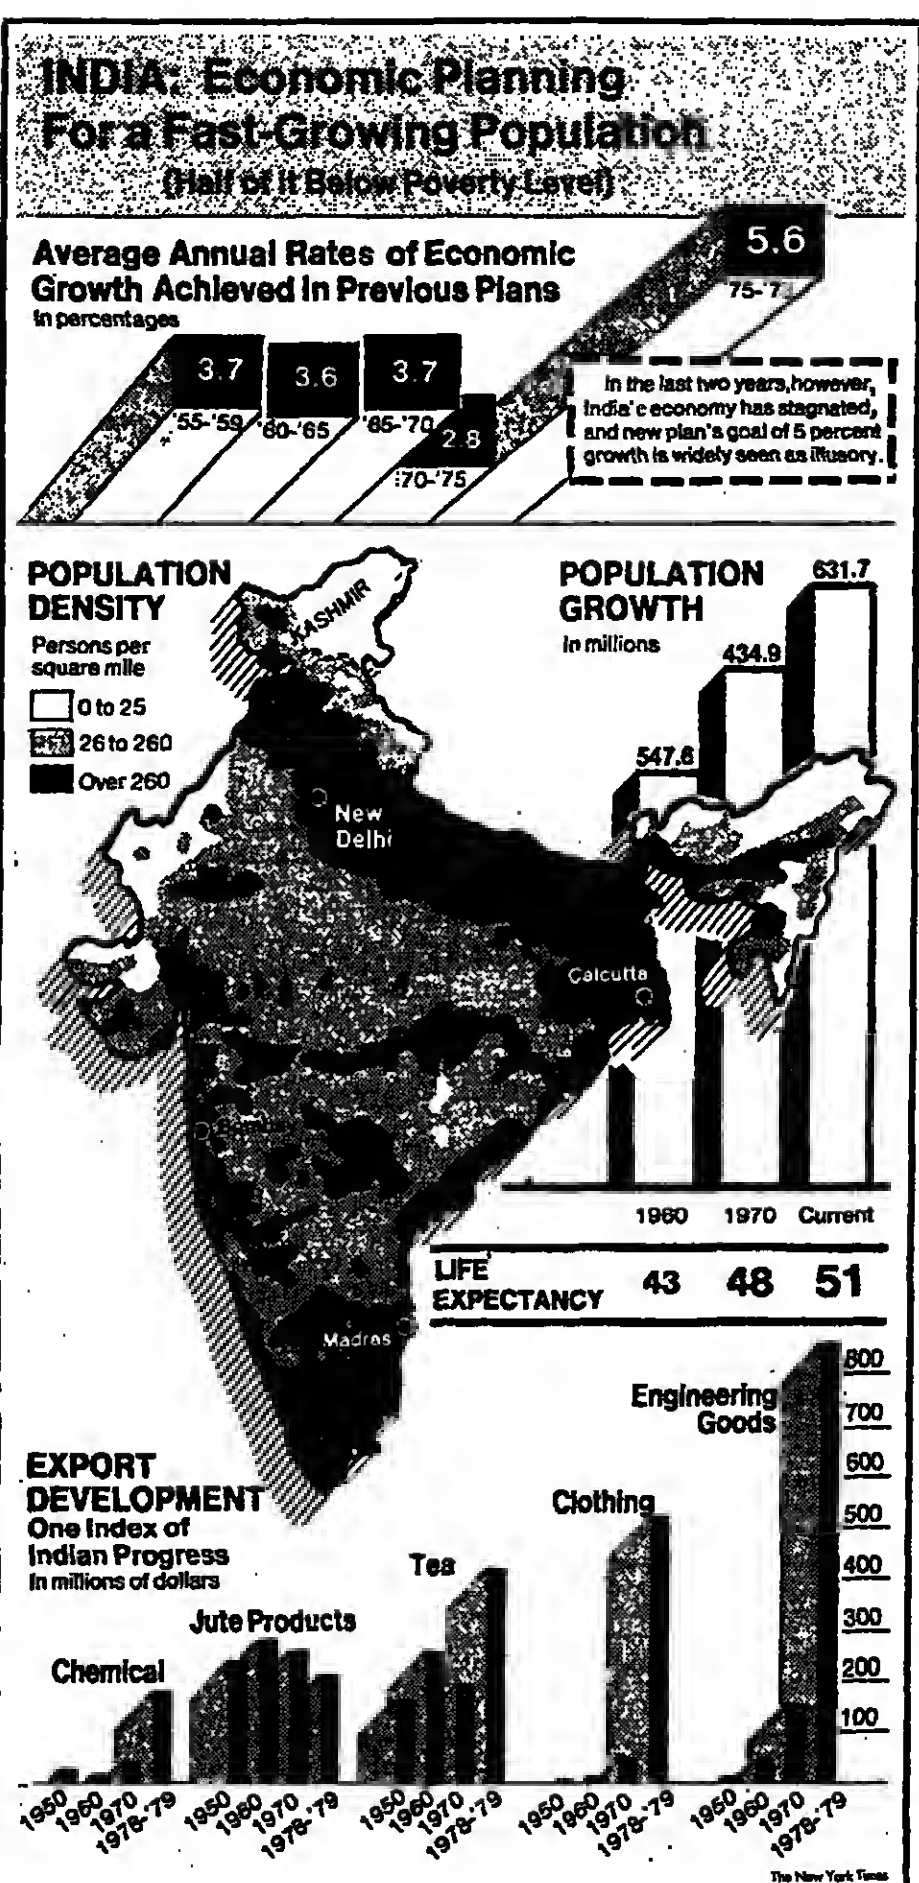 INDIA: Economic Planning
For a Fast-Growing Population
(Half of It Below Poverty Level)
Average Annual Rates of Economic
Growth Achieved in Previous Plans
In percentages
3.7
3.6
3.7
2.8
5.6
'55-'59
'60-'65
'65-'70
'70-'75
In the last two years, however,
India's economy has stagnated,
and new plan's goal of 5 percent
growth is widely seen as illusory.
POPULATION
DENSITY
Persons per
square mile
0 to 25
26 to 260
Over 260
KASHMIR
New
Delhi
Calcutta
Madras
POPULATION
GROWTH
In millions
547.6
434.9
631.7
1960
1970
Current
LIFE
EXPECTANCY
43
48
51
EXPORT
DEVELOPMENT
One Index of
Indian Progress
In millions of dollars
Chemical
Jute Products
Tea
Clothing
Engineering
Goods
800
700
600
500
400
300
200
100
1950
1960
1970
1978-'79
1950
1960
1970
1978-'79
1950
1960
1970
1978-'79
1950
1960
1970
1978-'79
1950
1960
1970
1978-'79
The New York Times